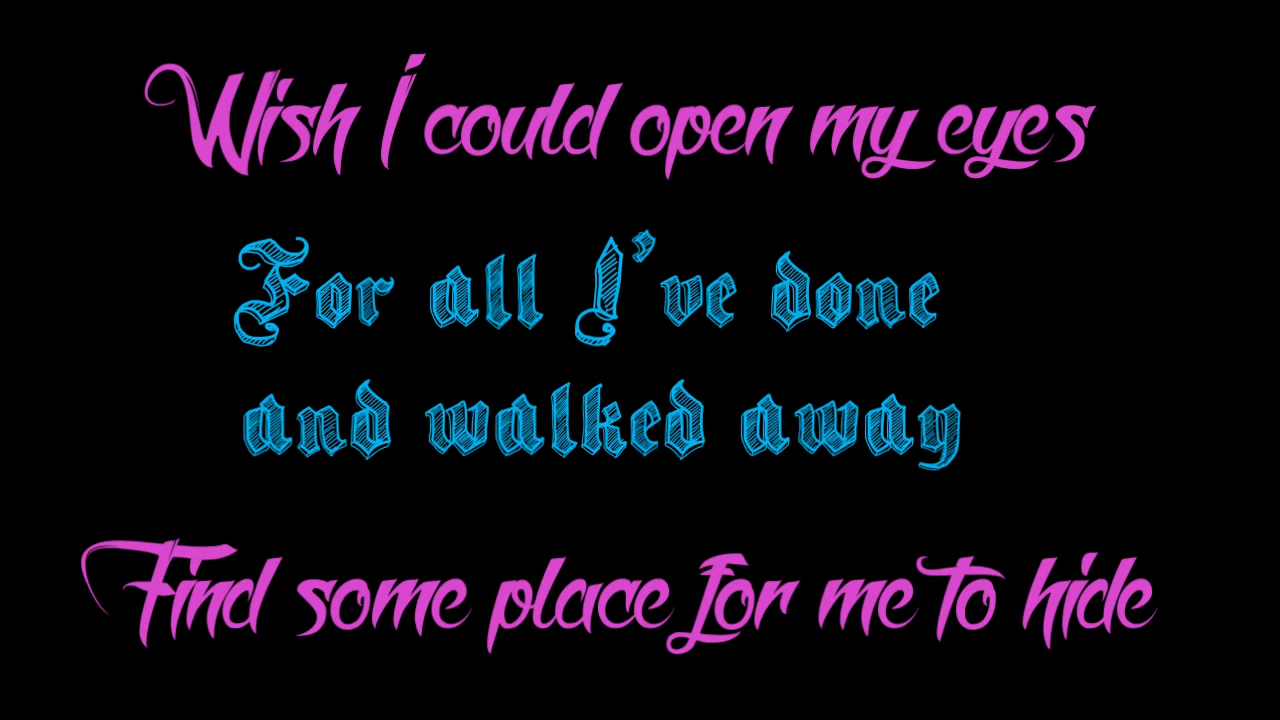 Wish I could open my eyes
For all I've done
and walked away
Find some place for me to hide